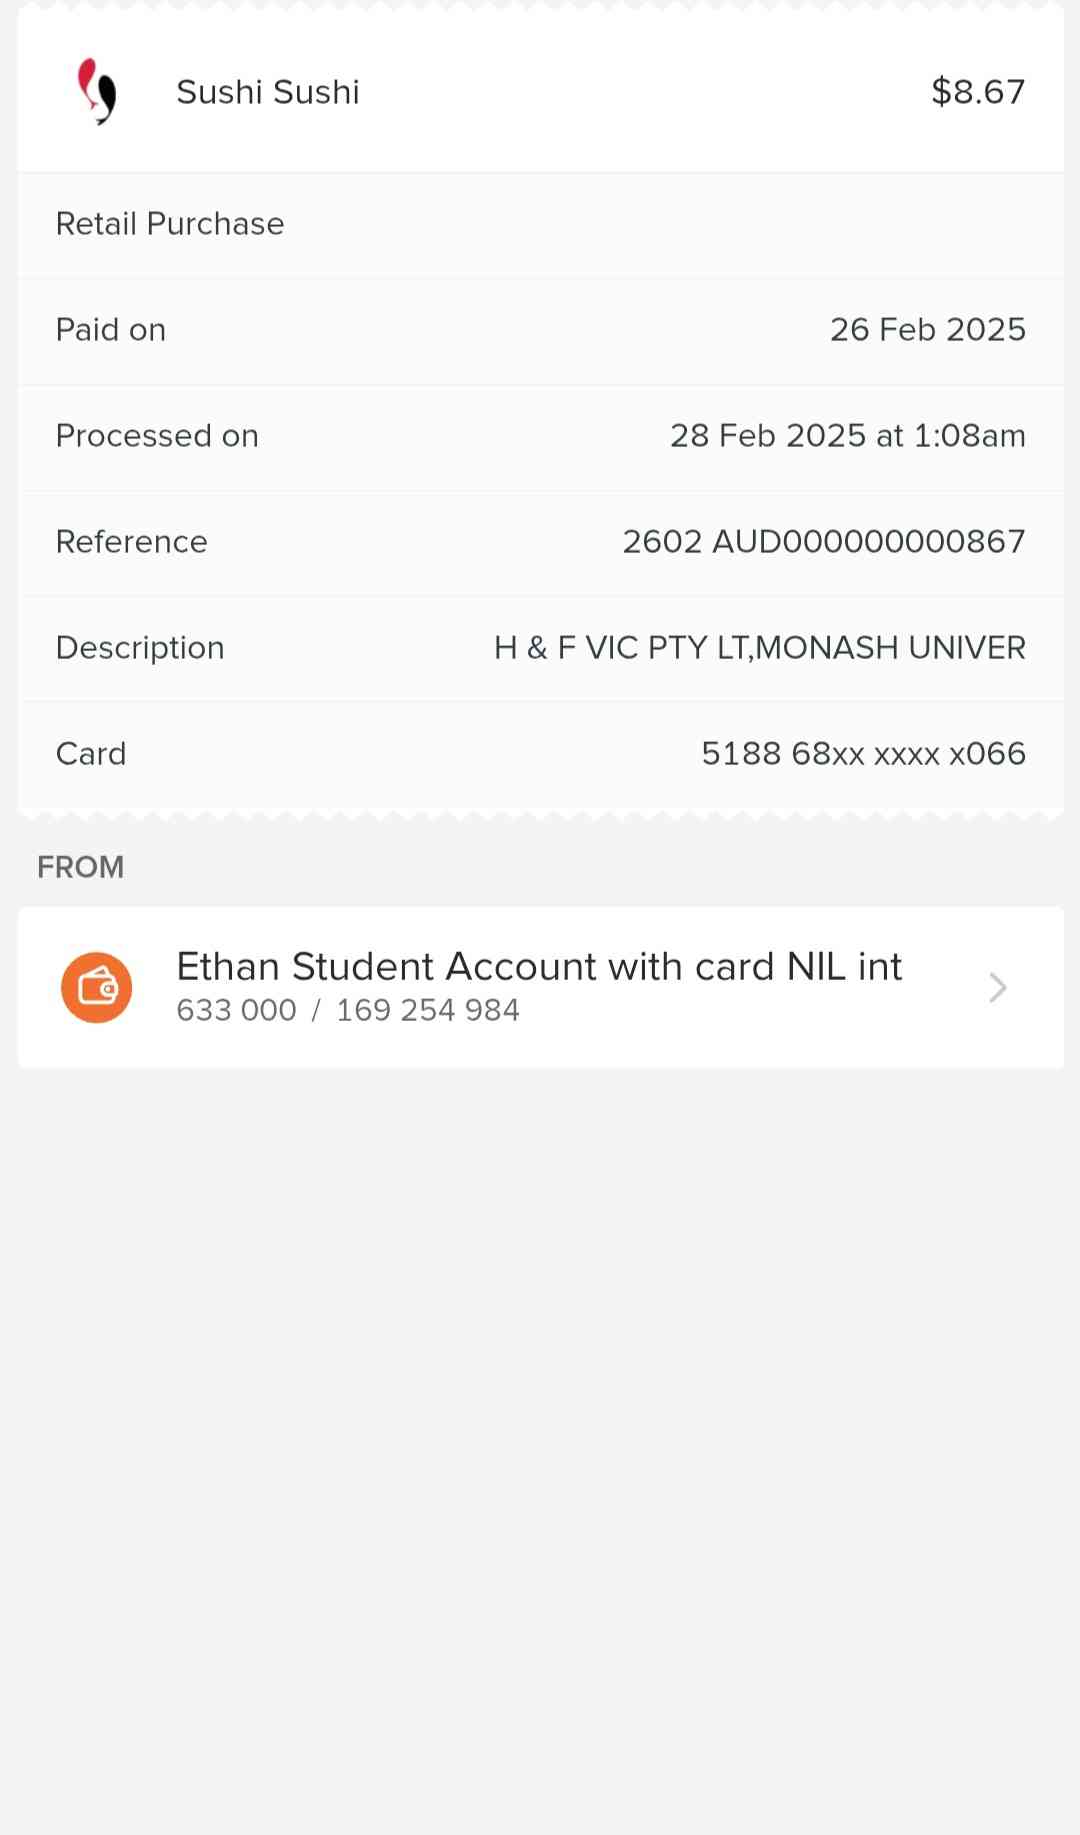 Sushi Sushi $8.67
Retail Purchase
Paid on 26 Feb 2025
Processed on 28 Feb 2025 at 1:08am
Reference 2602 AUD000000000867
Description H & F VIC PTY LT,MONASH UNIVER
Card 5188 68xx xxxx x066
FROM
Ethan Student Account with card NIL int
633 000 / 169 254 984